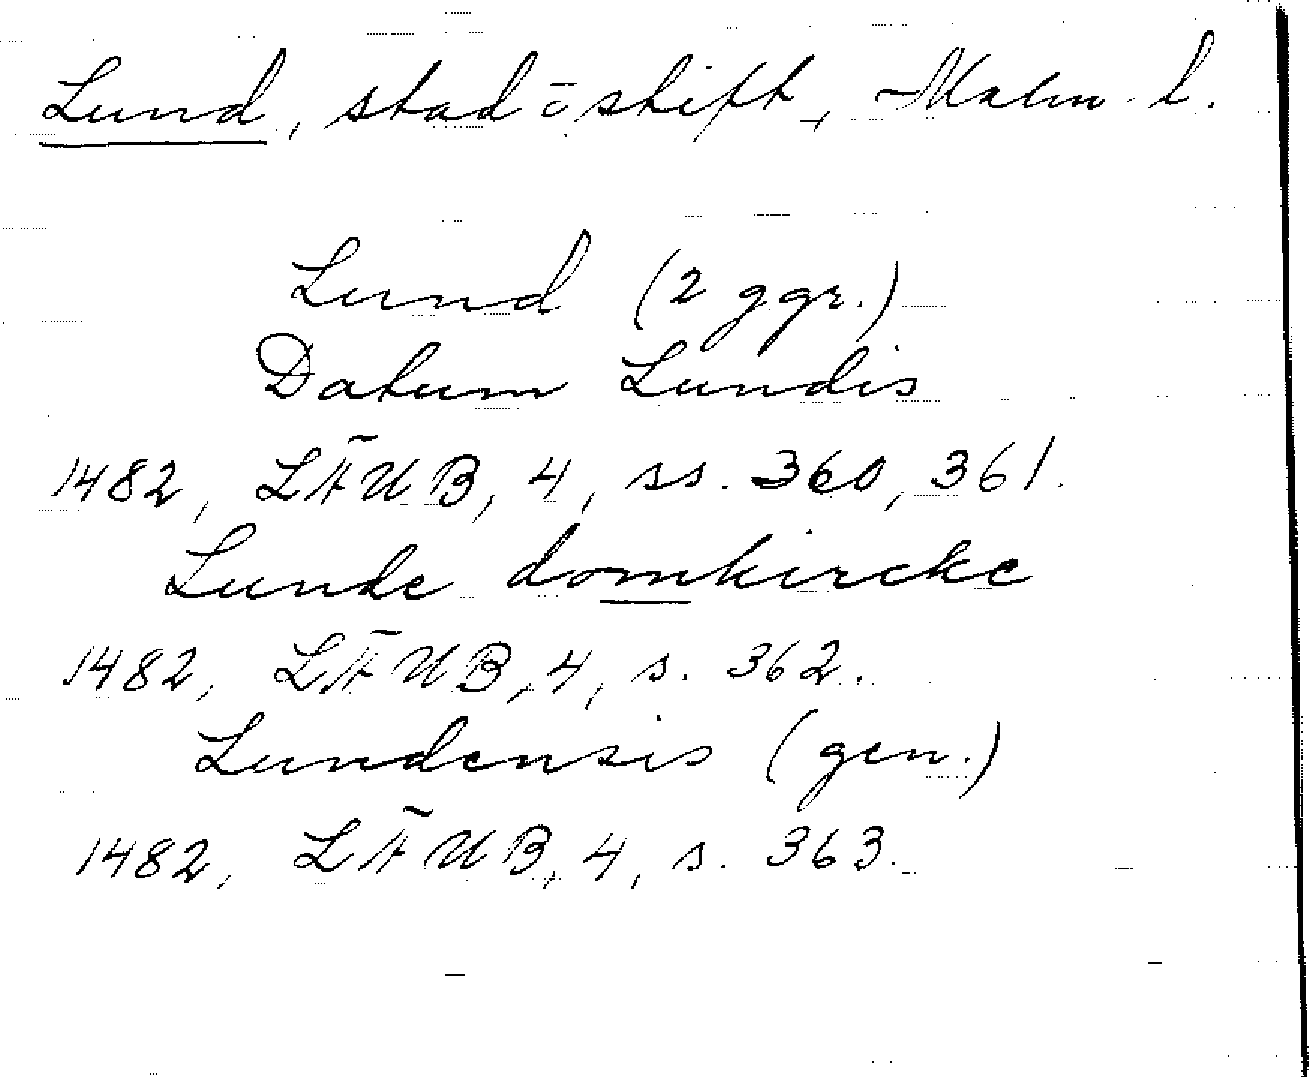 Lund, stad o stift, Malm. l.
Lund (2 ggr.)
Datum Lundis
1482, LÄUB, 4, ss. 360, 361.
Lunde domkircke
1482, LÄUB, 4, s. 362.
Lundensis (gen.)
1482, LÄUB, 4, s. 363.